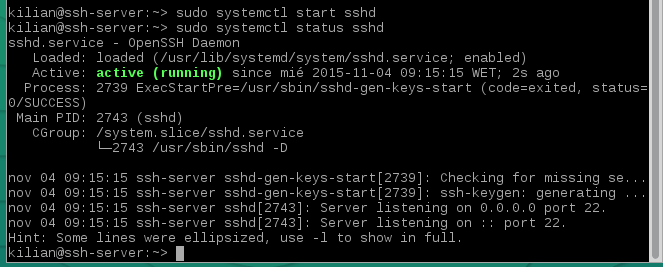 kilian@ssh-server:~> sudo systemctl start sshd
kilian@ssh-server:~> sudo systemctl status sshd
sshd.service - OpenSSH Daemon
   Loaded: loaded (/usr/lib/systemd/system/sshd.service; enabled)
   Active: active (running) since mié 2015-11-04 09:15:15 WET; 2s ago
  Process: 2739 ExecStartPre=/usr/sbin/sshd-gen-keys-start (code=exited, status=
0/SUCCESS)
 Main PID: 2743 (sshd)
   CGroup: /system.slice/sshd.service
           └─2743 /usr/sbin/sshd -D
nov 04 09:15:15 ssh-server sshd-gen-keys-start[2739]: Checking for missing se...
nov 04 09:15:15 ssh-server sshd-gen-keys-start[2739]: ssh-keygen: generating ...
nov 04 09:15:15 ssh-server sshd[2743]: Server listening on 0.0.0.0 port 22.
nov 04 09:15:15 ssh-server sshd[2743]: Server listening on :: port 22.
Hint: Some lines were ellipsized, use -l to show in full.
kilian@ssh-server:~>